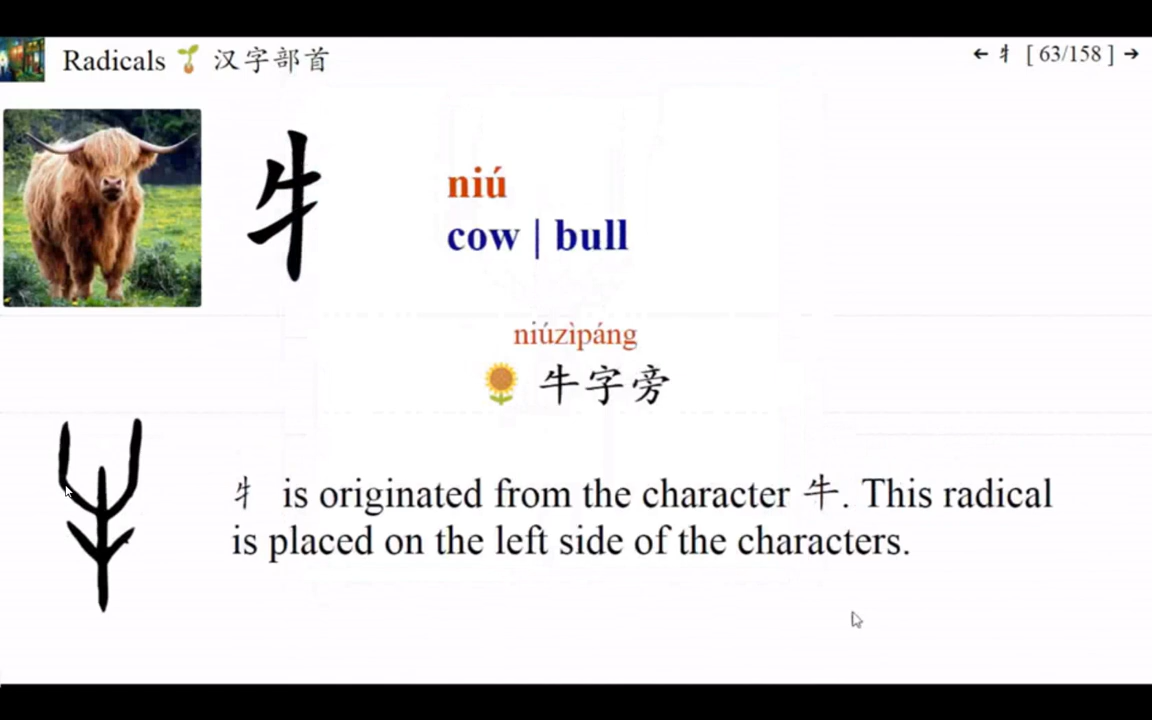 Radicals 汉字部首
← 牜 [ 63/158 ] →
牜
niú
cow | bull
niúzìpáng
牛字旁
牜 is originated from the character 牛. This radical
is placed on the left side of the characters.